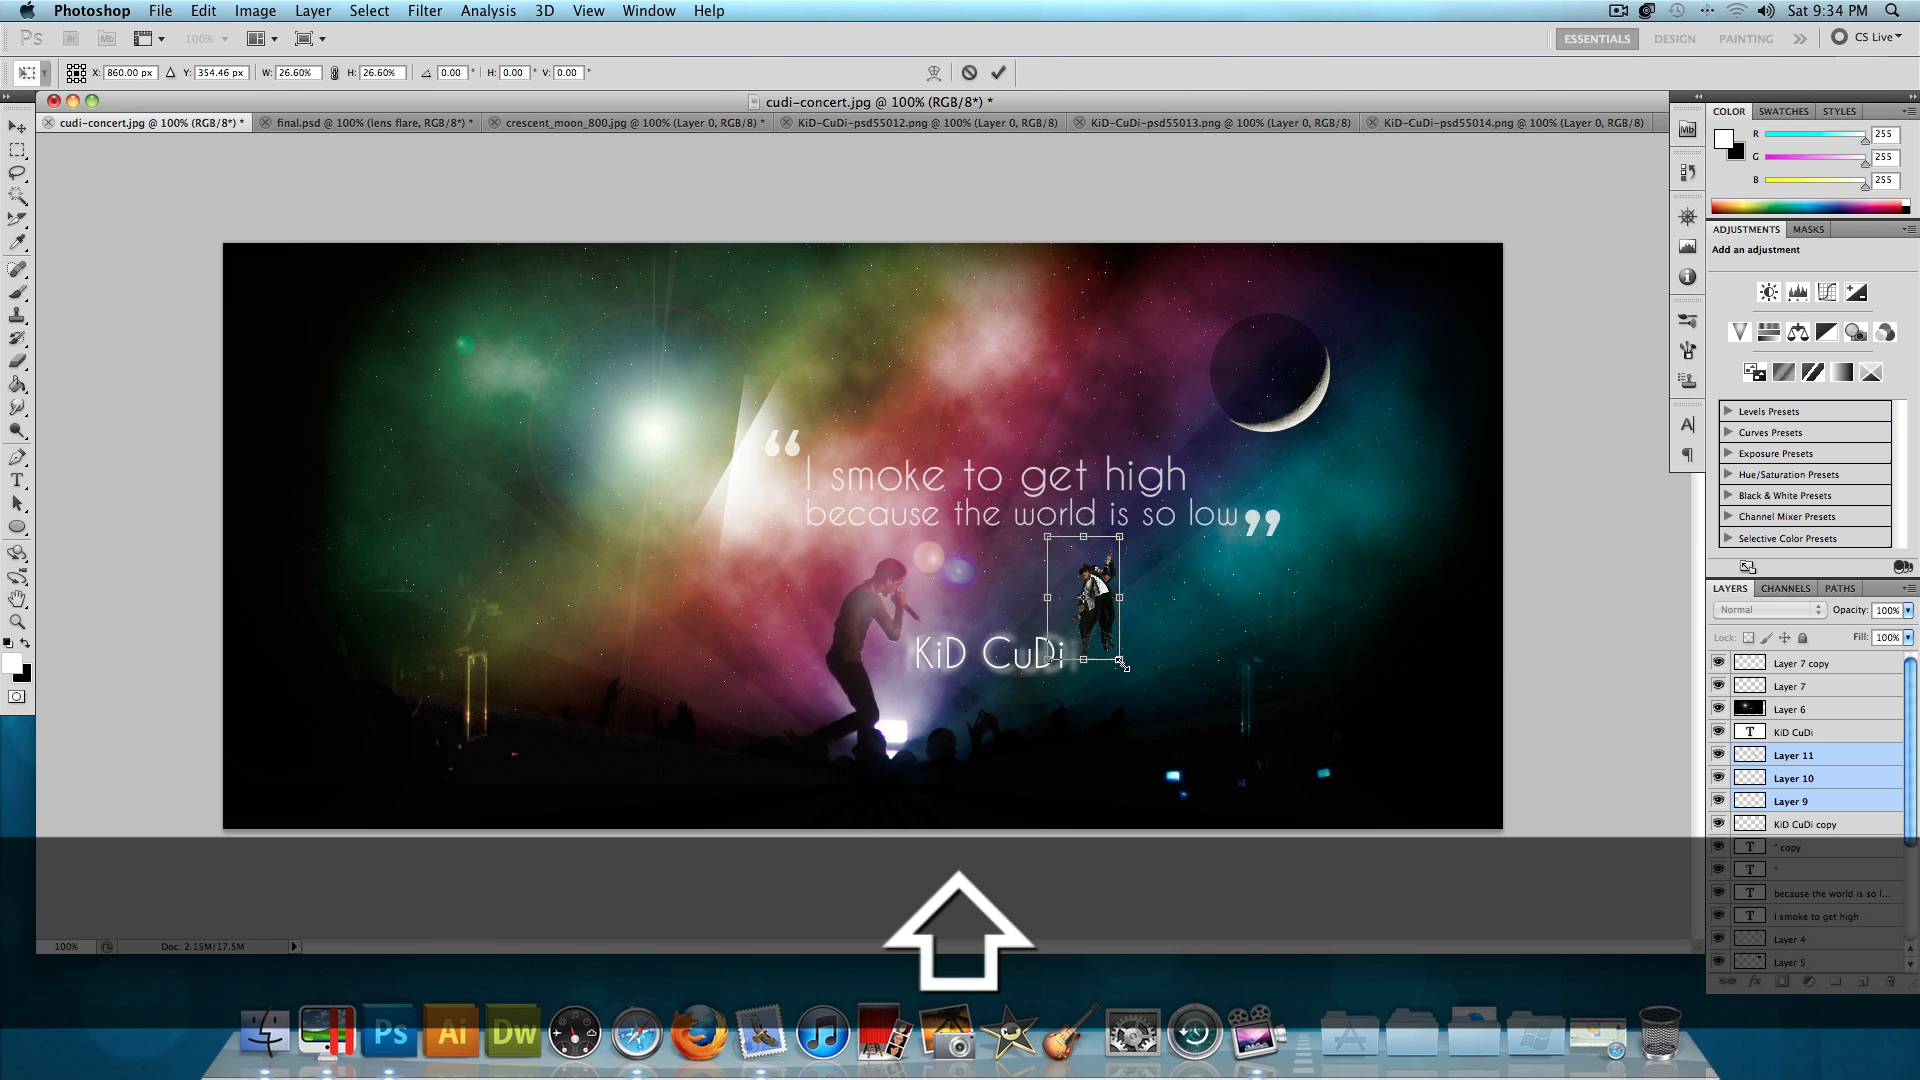 Photoshop File Edit Image Layer Select Filter Analysis 3D View Window Help Sat 9:34 PM
Ps Br Mb 100% ESSENTIALS DESIGN PAINTING CS Live
X: 860.00 px Y: 354.46 px W: 26.60% H: 26.60% 0.00 ° H: 0.00 ° V: 0.00 °
cudi-concert.jpg @ 100% (RGB/8*) *
cudi-concert.jpg @ 100% (RGB/8*) * final.psd @ 100% (lens flare, RGB/8*) * crescent_moon_800.jpg @ 100% (Layer 0, RGB/8) * KiD-CuDi-psd55012.png @ 100% (Layer 0, RGB/8) KiD-CuDi-psd55013.png @ 100% (Layer 0, RGB/8) KiD-CuDi-psd55014.png @ 100% (Layer 0, RGB/8)
“ I smoke to get high
because the world is so low ”
KiD CuDi
100% Doc: 2.15M/17.5M
Mb
A
COLOR SWATCHES STYLES
R 255
G 255
B 255
ADJUSTMENTS MASKS
Add an adjustment
Levels Presets
Curves Presets
Exposure Presets
Hue/Saturation Presets
Black & White Presets
Channel Mixer Presets
Selective Color Presets
LAYERS CHANNELS PATHS
Normal Opacity: 100%
Lock: Fill: 100%
Layer 7 copy
Layer 7
Layer 6
T KiD CuDi
Layer 11
Layer 10
Layer 9
KiD CuDi copy
T " copy
T "
T because the world is so l...
T I smoke to get high
Layer 4
Layer 5
fx
Ps Ai Dw